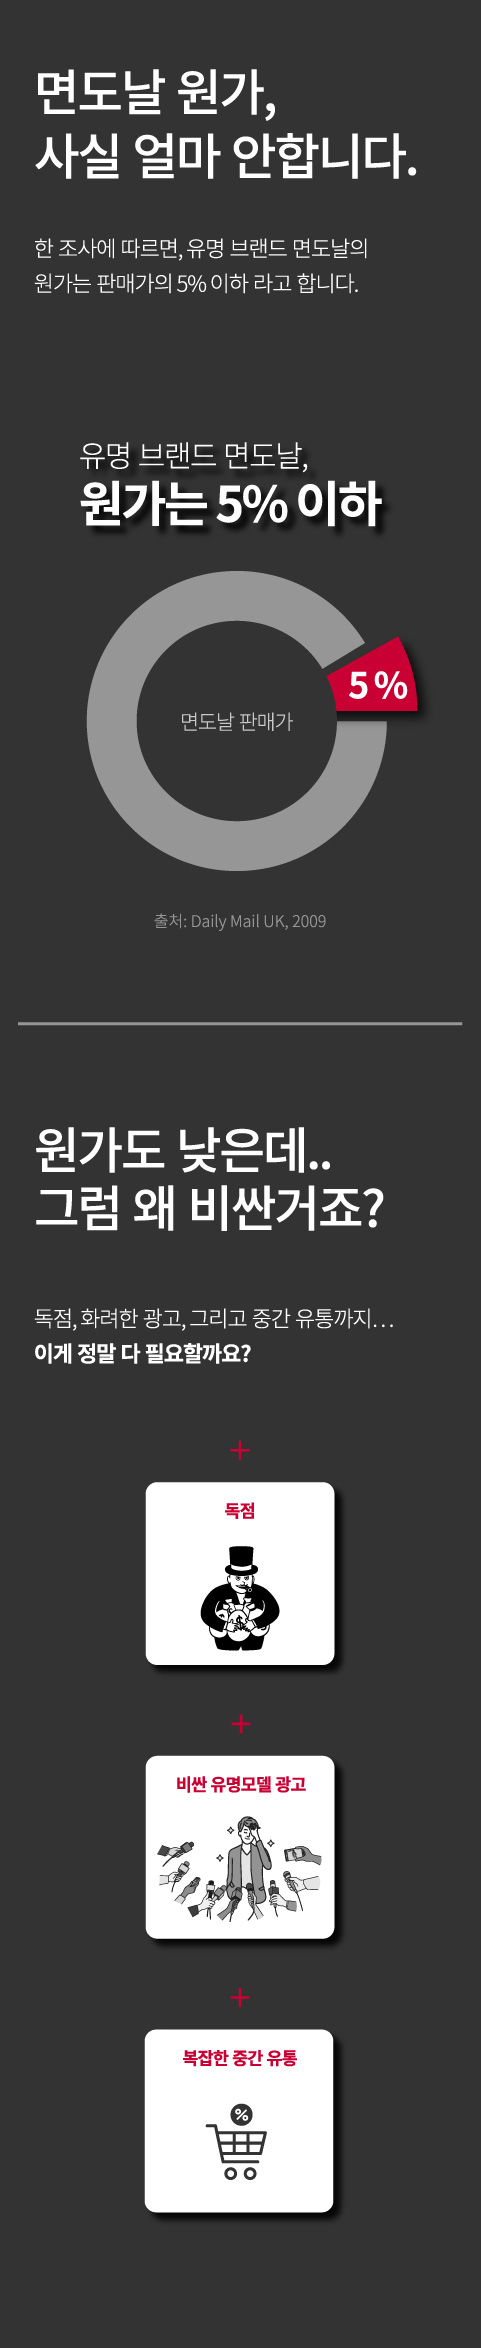 면도날 원가,
사실 얼마 안합니다.
한 조사에 따르면, 유명 브랜드 면도날의
원가는 판매가의 5% 이하 라고 합니다.
유명 브랜드 면도날,
원가는 5% 이하
5%
면도날 판매가
출처: Daily Mail UK, 2009
원가도 낮은데..
그럼 왜 비싼거죠?
독점, 화려한 광고, 그리고 중간 유통까지...
이게 정말 다 필요할까요?
+
독점
$
+
비싼 유명모델 광고
+
복잡한 중간 유통
%